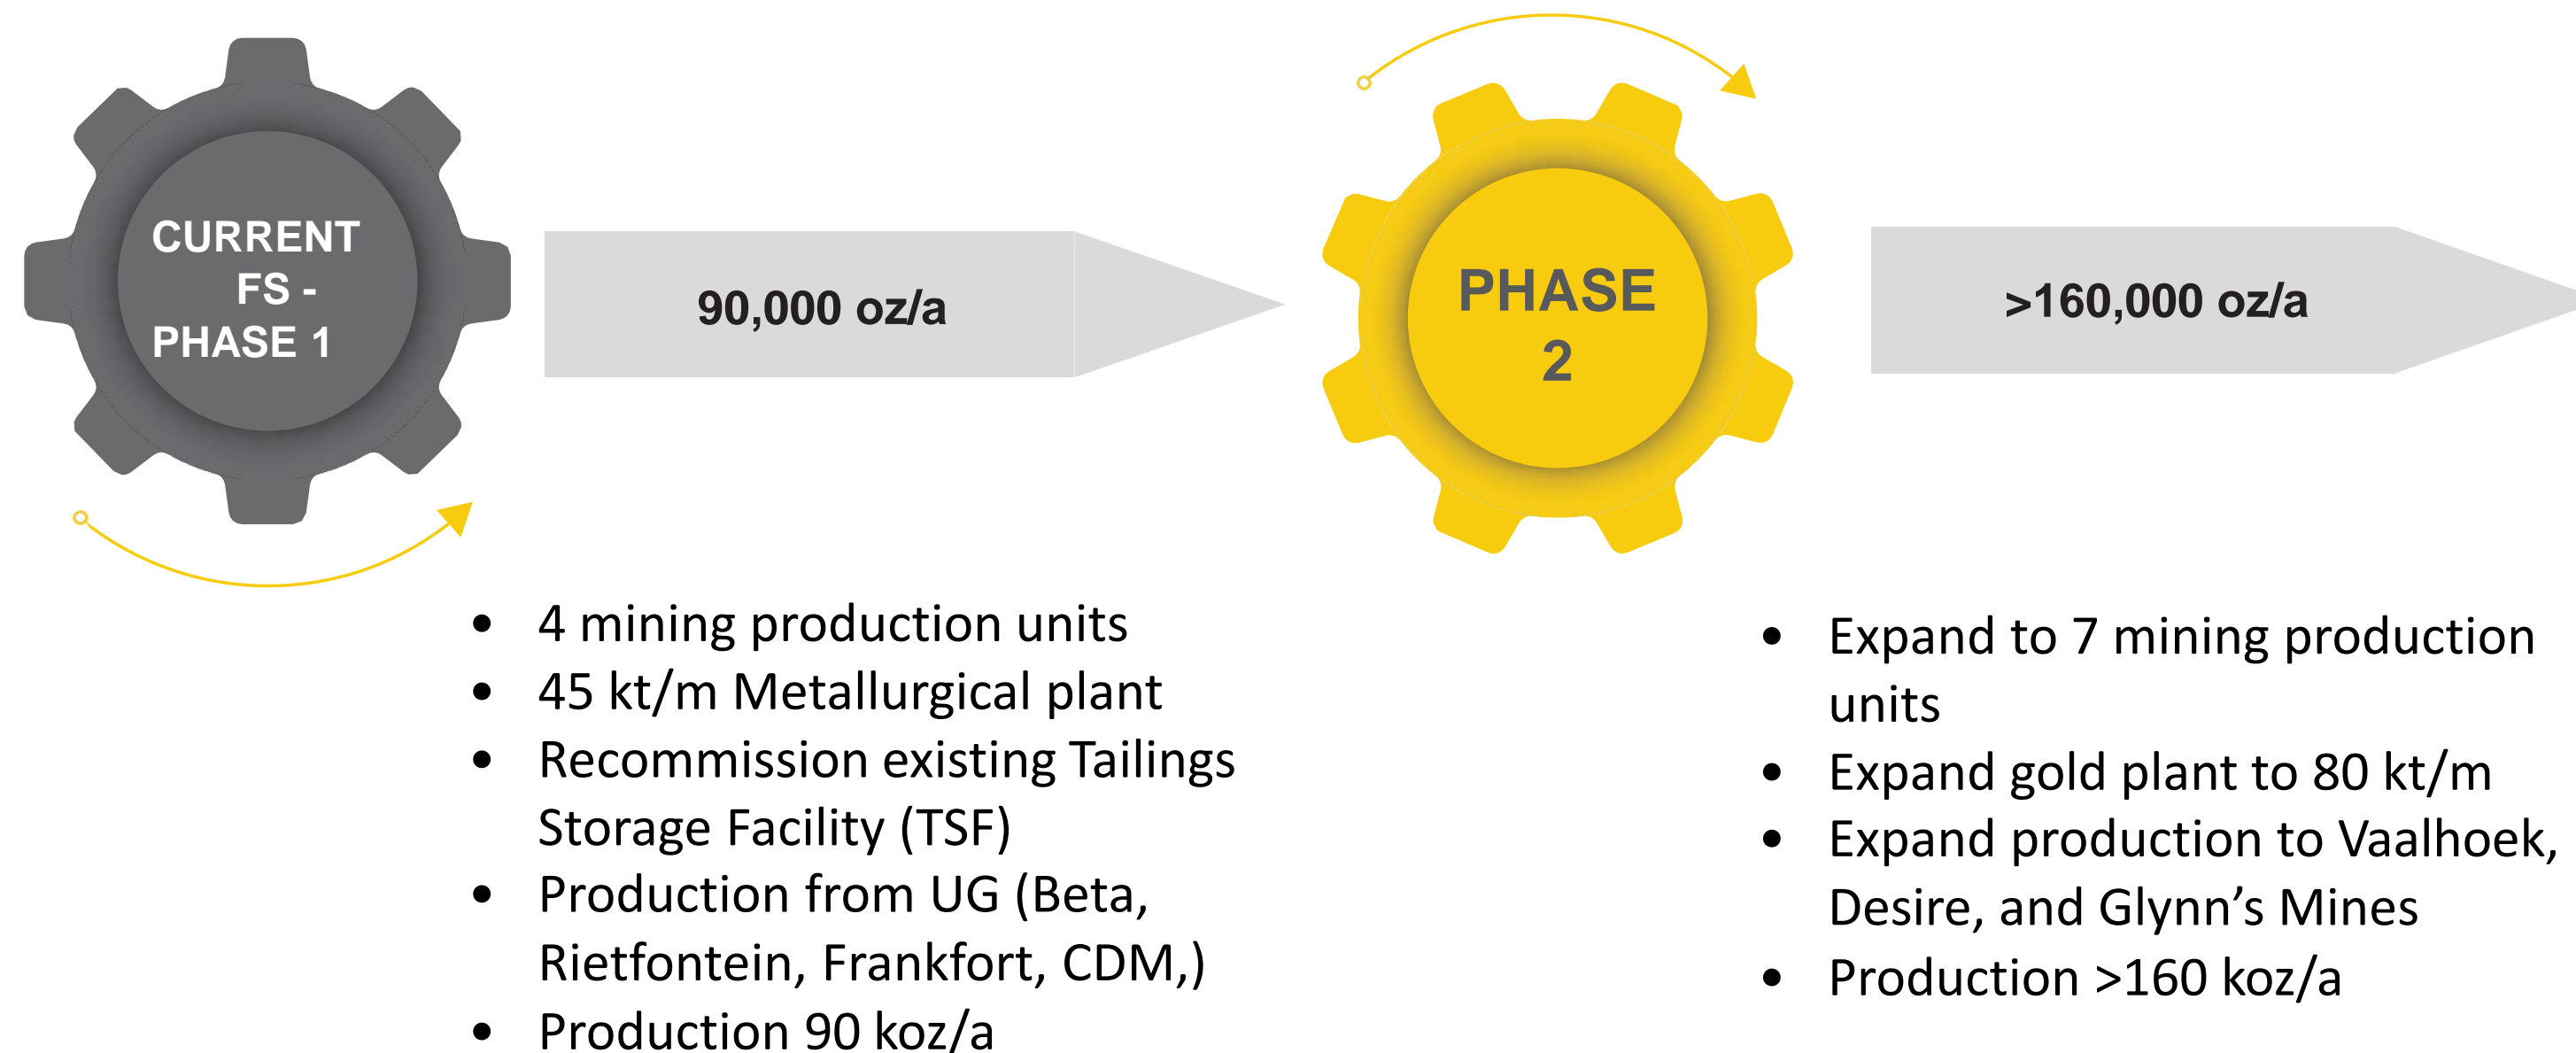 CURRENT
FS -
PHASE 1
90,000 oz/a
PHASE
2
>160,000 oz/a
• 4 mining production units
• 45 kt/m Metallurgical plant
• Recommission existing Tailings
Storage Facility (TSF)
• Production from UG (Beta,
Rietfontein, Frankfort, CDM,)
• Production 90 koz/a
• Expand to 7 mining production
units
• Expand gold plant to 80 kt/m
• Expand production to Vaalhoek,
Desire, and Glynn’s Mines
• Production >160 koz/a